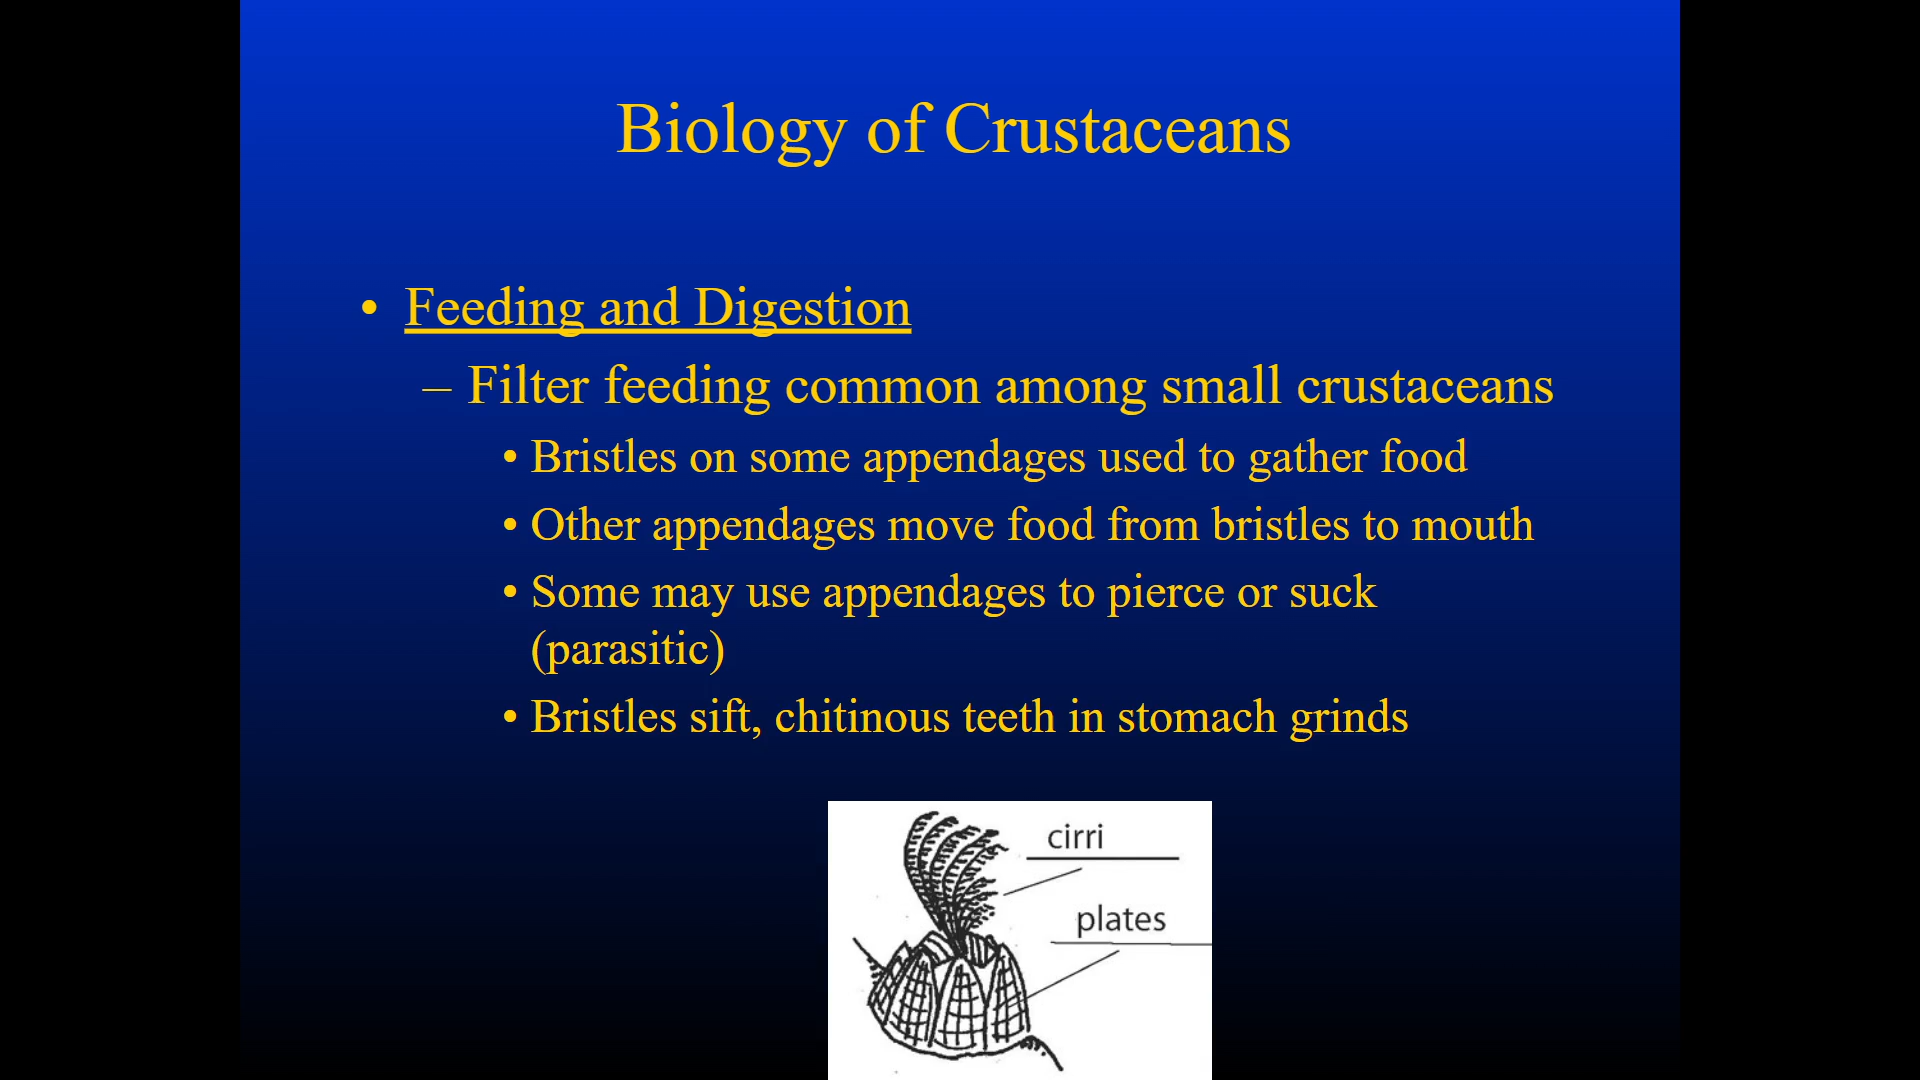 Biology of Crustaceans
• Feeding and Digestion
– Filter feeding common among small crustaceans
• Bristles on some appendages used to gather food
• Other appendages move food from bristles to mouth
• Some may use appendages to pierce or suck
(parasitic)
• Bristles sift, chitinous teeth in stomach grinds
cirri
plates